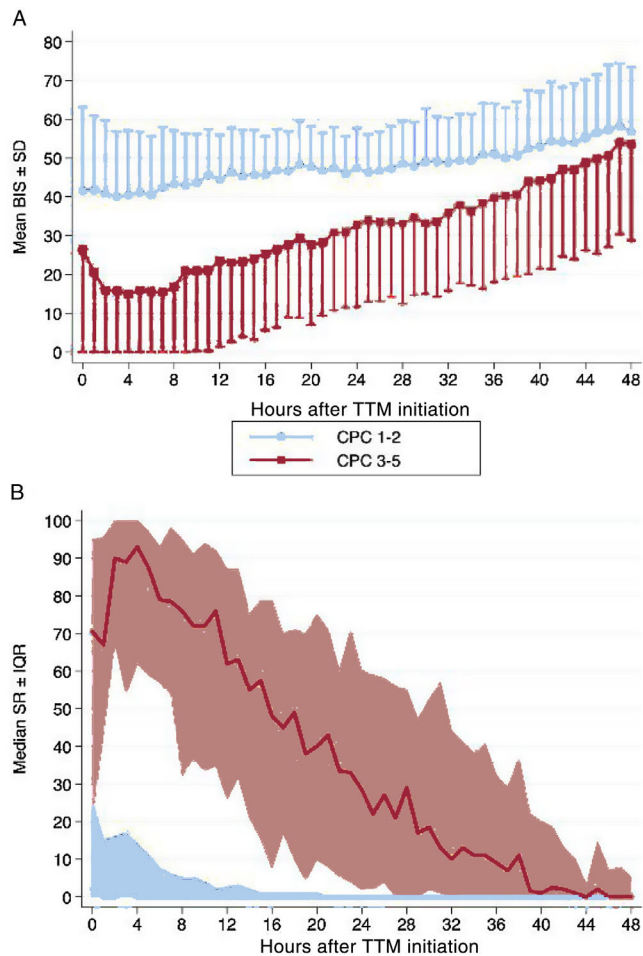 A
Mean BIS ± SD
80
70
60
50
40
30
20
10
0
0 4 8 12 16 20 24 28 32 36 40 44 48
Hours after TTM initiation
CPC 1-2
CPC 3-5
B
Median SR ± IQR
100
90
80
70
60
50
40
30
20
10
0
0 4 8 12 16 20 24 28 32 36 40 44 48
Hours after TTM initiation